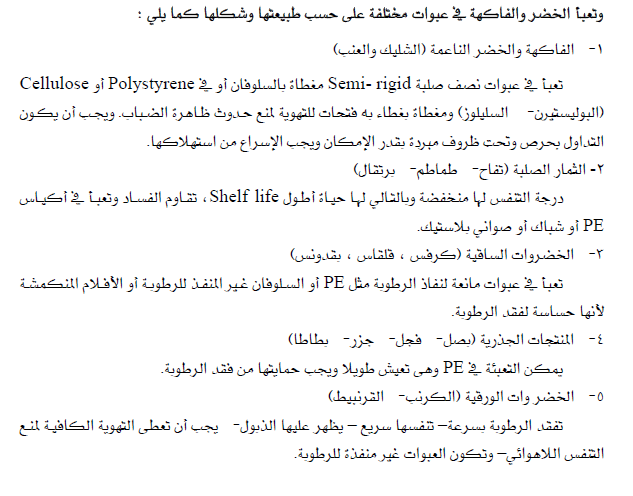 وتعبأ الخضر والفاكهة في عبوات مختلفة على حسب طبيعتها وشكلها كما يلي :
١- الفاكهة والخضر الناعمة (الشليك والعنب)
تعبأ في عبوات نصف صلبة Semi- rigid مغطاة بالسلوفان أو في Polystyrene أو Cellulose
(البوليستيرن- السليلوز) ومغطاة بغطاء به فتحات للتهوية لمنع حدوث ظاهرة الضباب. ويجب أن يكون
التداول بحرص وتحت ظروف مبردة بقدر الإمكان ويجب الإسراع من استهلاكها.
٢- الثمار الصلبة (تفاح- طماطم- برتقال)
درجة التنفس لها منخفضة وبالتالي لها حياة أطول Shelf life، تتقاوم الفساد وتعبأ في أكياس
PE أو شباك أو صواني بلاستيك.
٣- الخضروات الساقية (كرفس ، قلقاس ، بقدونس)
تعبأ في عبوات مانعة لنفاذ الرطوبة مثل PE أو السلوفان غير المنفذ للرطوبة أو الأفلام المنكمشة
لأنها حساسة لفقد الرطوبة.
٤- المنتجات الجذرية (بصل- فجل- جزر- بطاطا)
يمكن التعبئة في PE وهى تعيش طويلا ويجب حمايتها من فقد الرطوبة.
٥- الخضر وات الورقية (الكرنب- القرنبيط)
تفقد الرطوبة بسرعة– تنفسها سريع – يظهر عليها الذبول- يجب أن تعطى التهوية الكافية لمنع
التنفس اللاهوائي– وتكون العبوات غير منفذة للرطوبة.